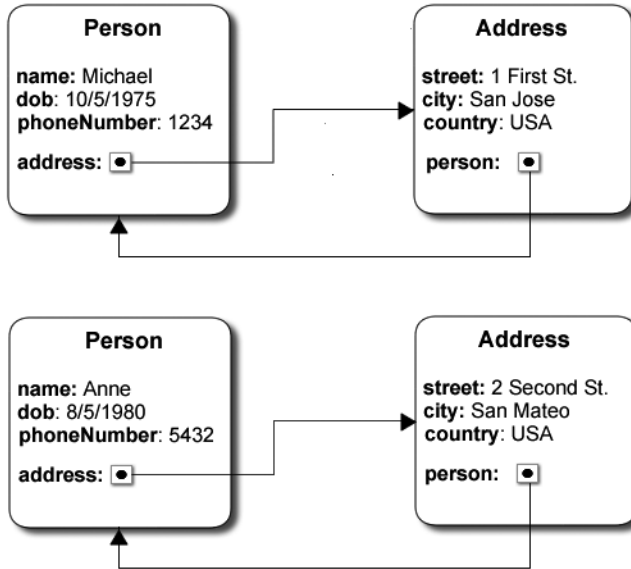 Person
name: Michael
dob: 10/5/1975
phoneNumber: 1234
address:
Address
street: 1 First St.
city: San Jose
country: USA
person:
Person
name: Anne
dob: 8/5/1980
phoneNumber: 5432
address:
Address
street: 2 Second St.
city: San Mateo
country: USA
person: